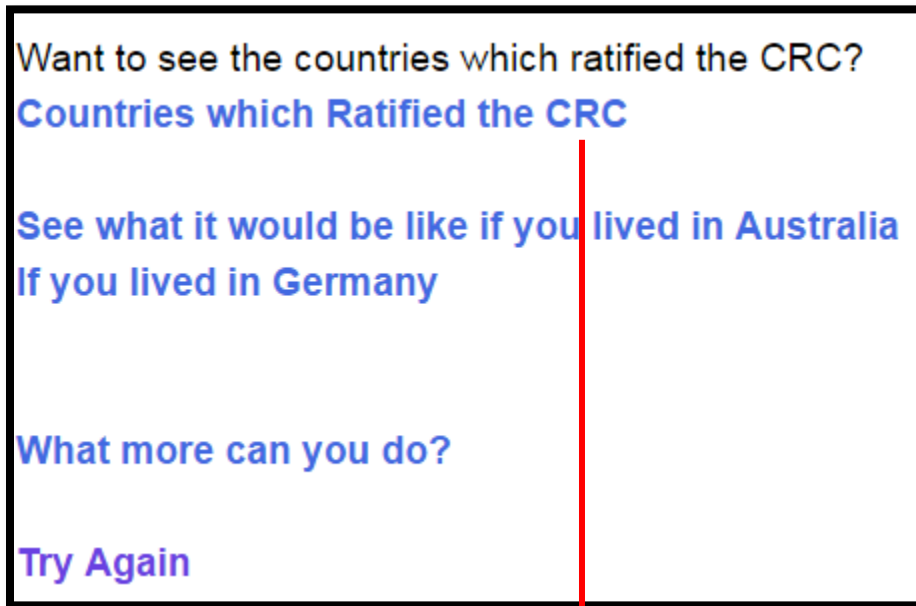 Want to see the countries which ratified the CRC?
Countries which Ratified the CRC
See what it would be like if you lived in Australia
If you lived in Germany
What more can you do?
Try Again